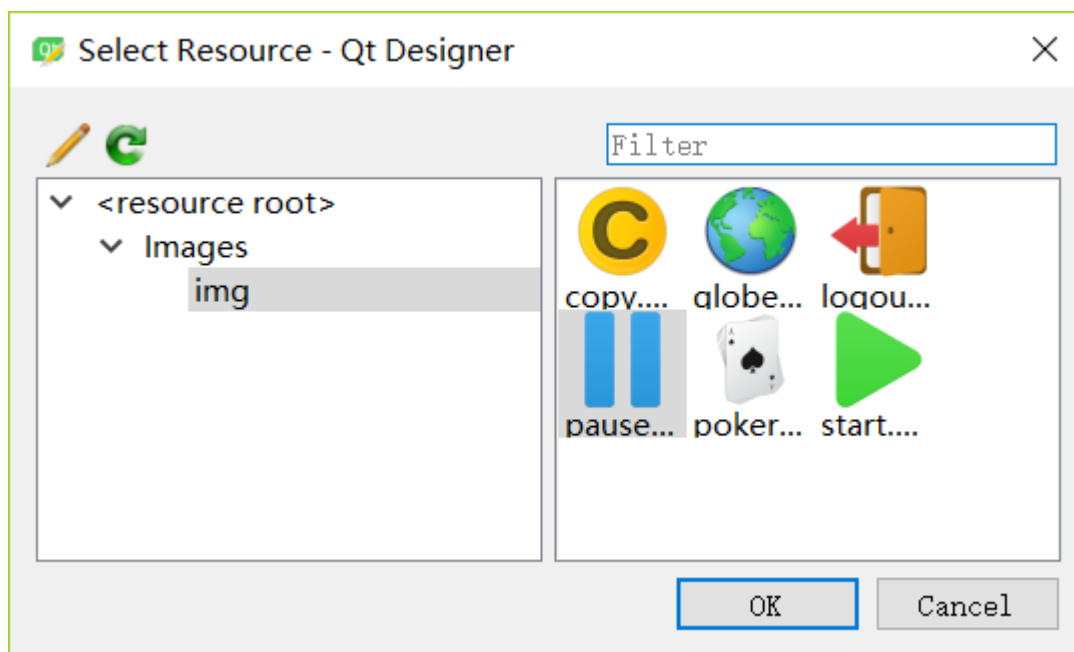 Select Resource - Qt Designer
Filter
<resource root>
Images
img
copy.... globe... logou...
pause... poker... start....
OK Cancel